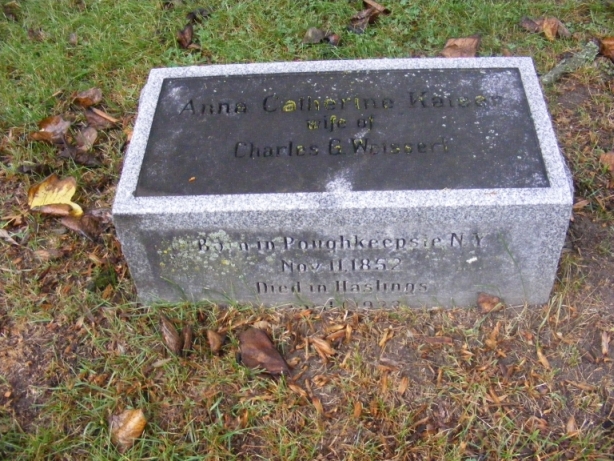 Anna Catherine Kaiser
wife of
Charles G. Weissert
Born in Poughkeepsie N.Y.
Nov. 11, 1852
Died in Hastings